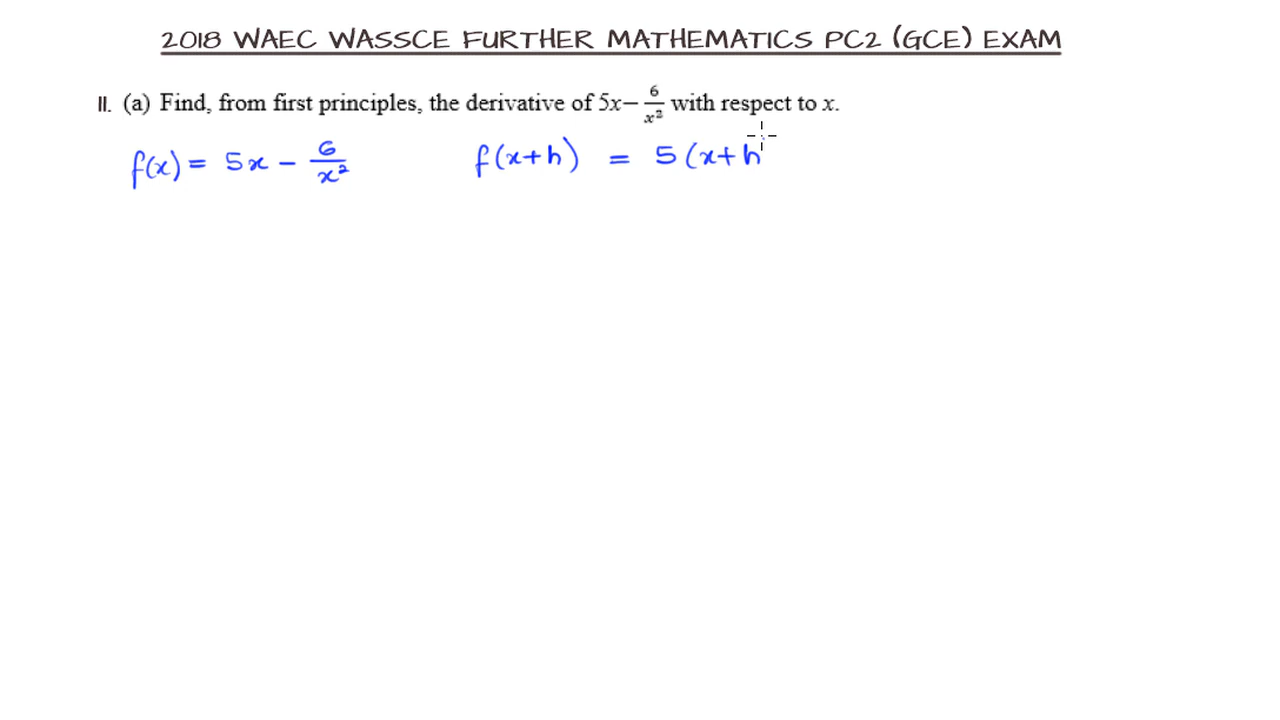 2018 WAEC WASSCE FURTHER MATHEMATICS PC2 (GCE) EXAM
II. (a) Find, from first principles, the derivative of 5x− 6/x² with respect to x.
f(x) = 5x − 6/x² f(x+h) = 5(x+h